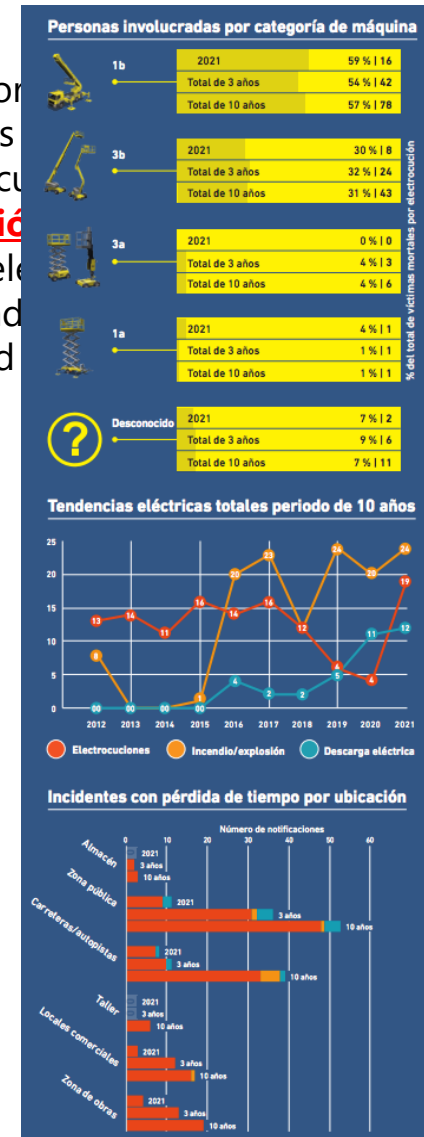 Personas involucradas por categoría de máquina
1b
2021 59 % | 16
Total de 3 años 54 % | 42
Total de 10 años 57 % | 78
3b
2021 30 % | 8
Total de 3 años 32 % | 24
Total de 10 años 31 % | 43
3a
2021 0 % | 0
Total de 3 años 4 % | 3
Total de 10 años 4 % | 6
1a
2021 4 % | 1
Total de 3 años 1 % | 1
Total de 10 años 1 % | 1
?
Desconocido
2021 7 % | 2
Total de 3 años 9 % | 6
Total de 10 años 7 % | 11
% del total de víctimas mortales por electrocución
Tendencias eléctricas totales periodo de 10 años
25
20
15
10
5
0
13 14 11 16 14 16 12 6 4 19
8 00 00 1 20 23 12 24 20 24
00 00 00 00 4 2 2 5 11 12
2012 2013 2014 2015 2016 2017 2018 2019 2020 2021
Electrocuciones Incendio/explosión Descarga eléctrica
Incidentes con pérdida de tiempo por ubicación
Número de notificaciones
0 10 20 30 40 50 60
Almacén
2021
3 años
10 años
Zona pública
2021
3 años
10 años
Carreteras/autopistas
2021
3 años
10 años
Taller
2021
3 años
10 años
Locales comerciales
2021
3 años
10 años
Zona de obras
2021
3 años
10 años